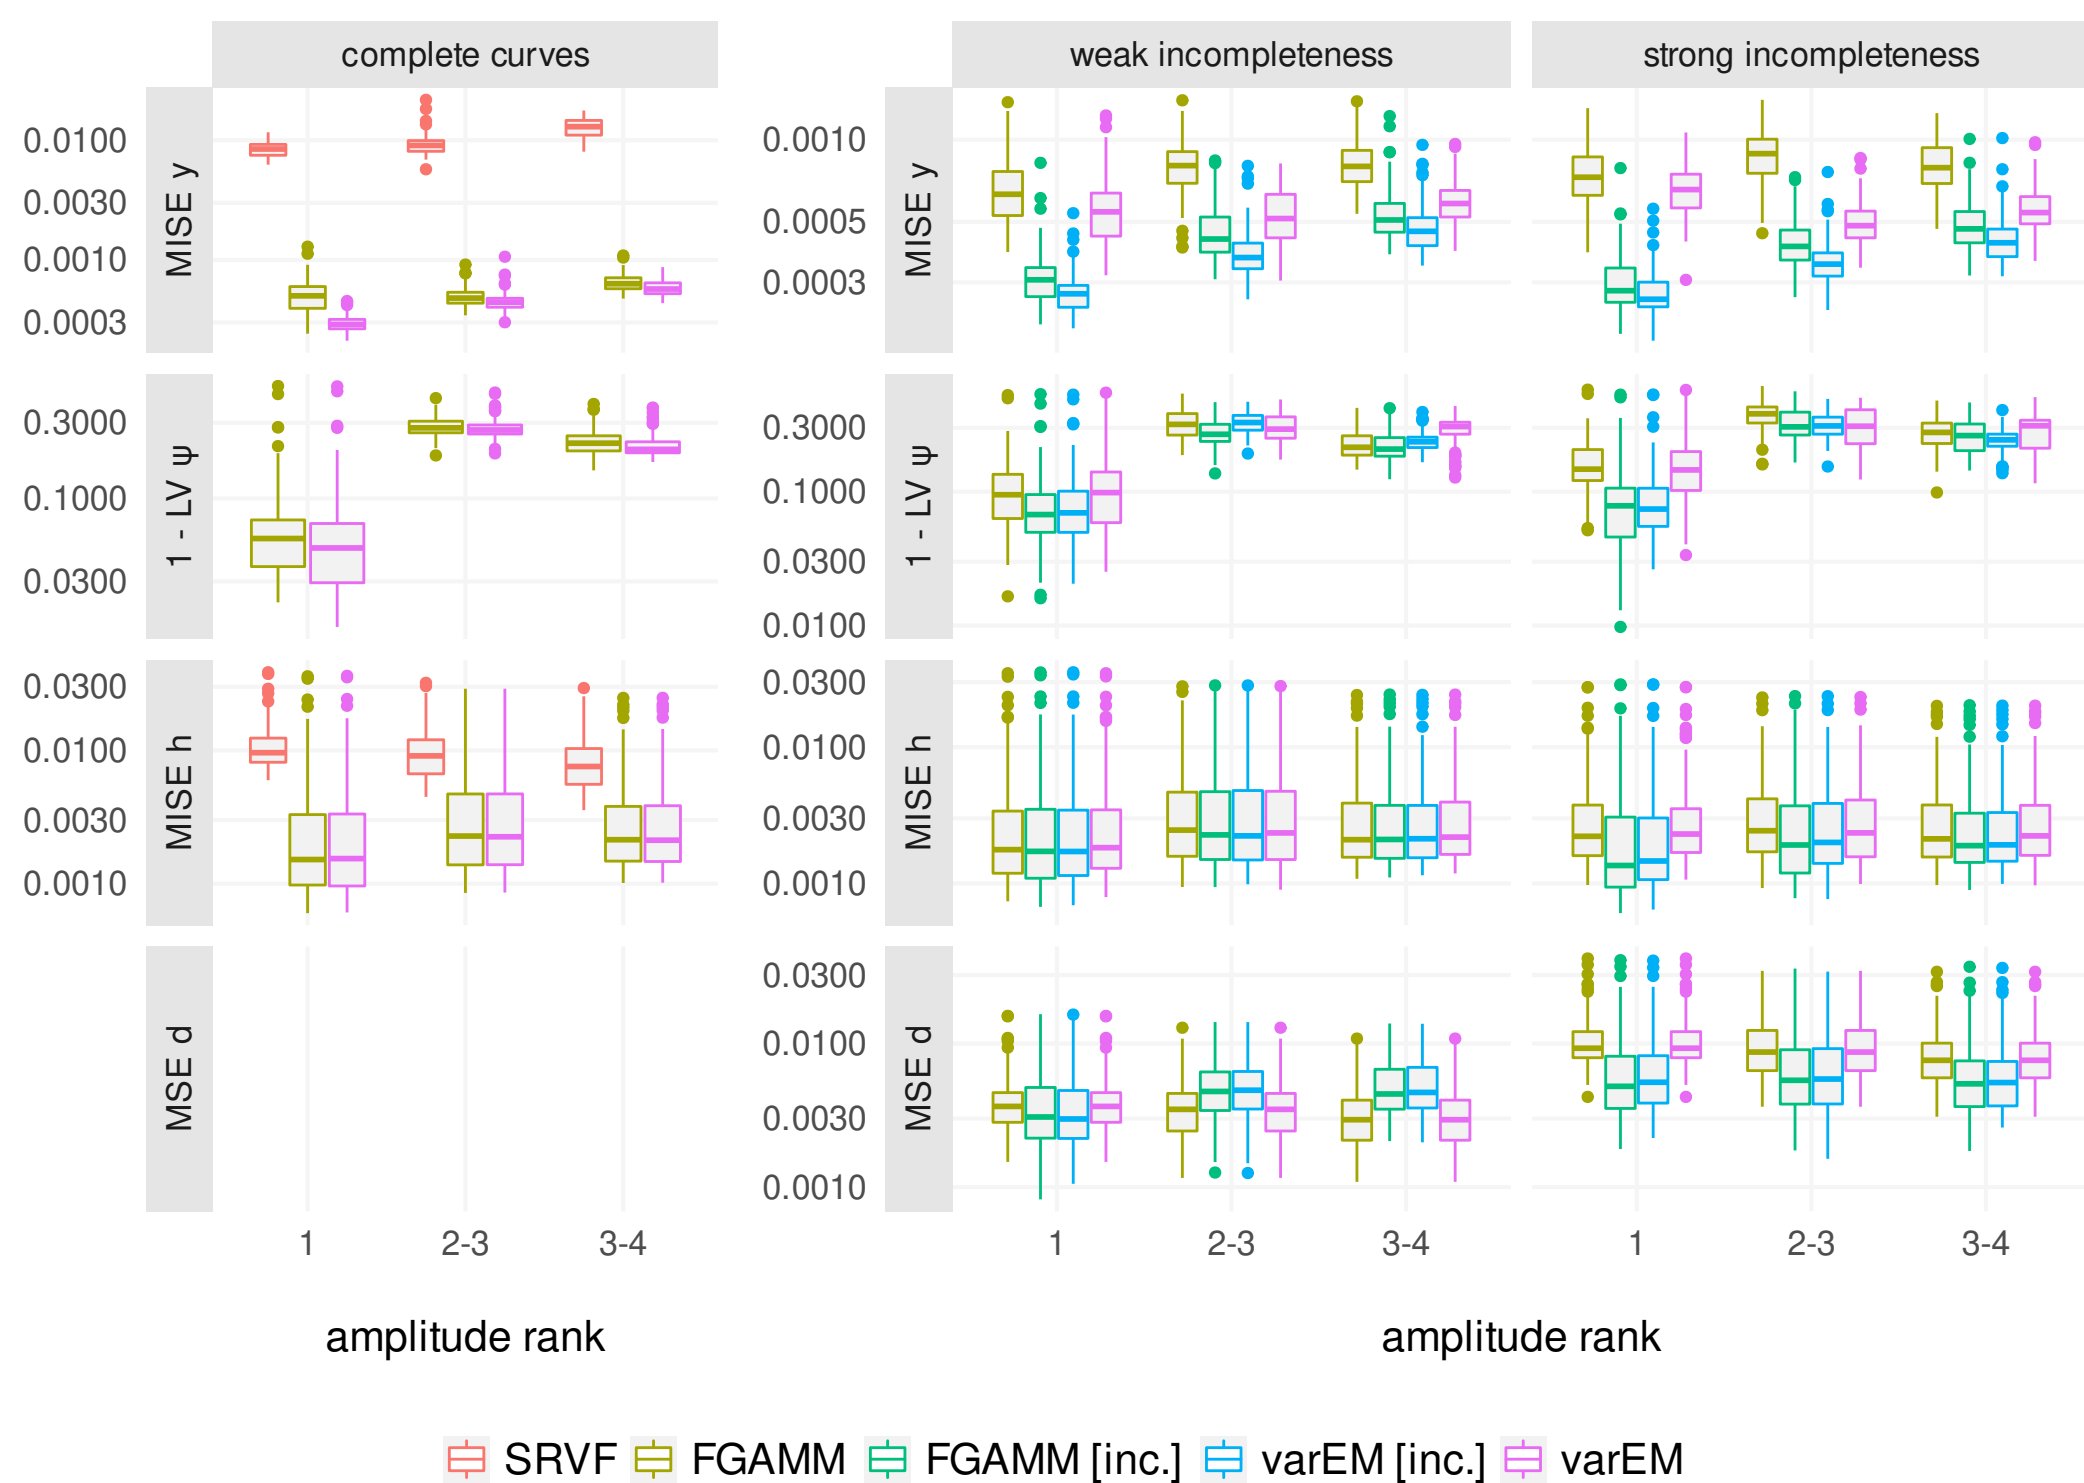 complete curves weak incompleteness strong incompleteness
MISE y
0.0100
0.0030
0.0010
0.0003
0.0010
0.0005
0.0003
MISE y
1 - LV ψ
0.3000
0.1000
0.0300
0.3000
0.1000
0.0300
0.0100
1 - LV ψ
MISE h
0.0300
0.0100
0.0030
0.0010
0.0300
0.0100
0.0030
0.0010
MISE h
MSE d
0.0300
0.0100
0.0030
0.0010
MSE d
1 2-3 3-4 1 2-3 3-4 1 2-3 3-4
amplitude rank amplitude rank
SRVF FGAMM FGAMM [inc.] varEM [inc.] varEM